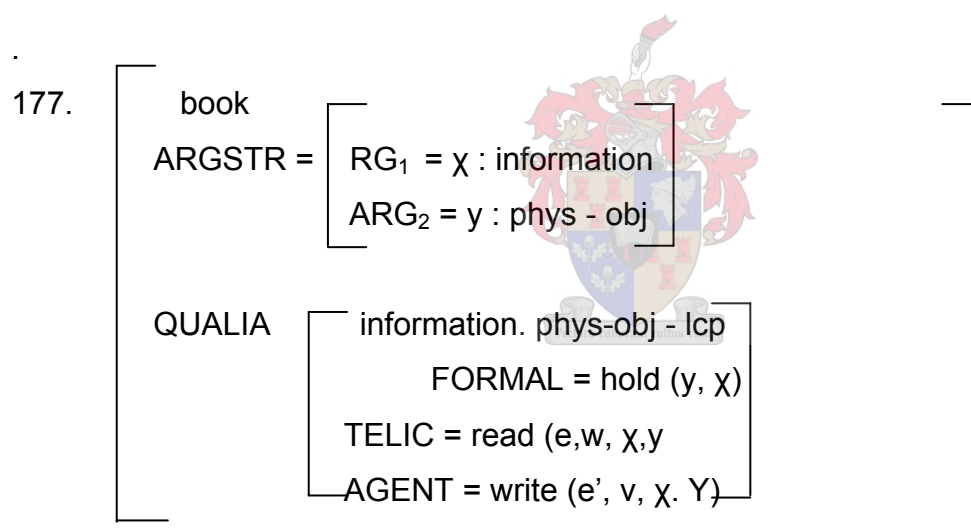 .
177. book
ARGSTR = RG₁ = χ : information
ARG₂ = y : phys - obj
QUALIA information. phys-obj - lcp
FORMAL = hold (y, χ)
TELIC = read (e,w, χ,y
AGENT = write (e’, v, χ. Y)